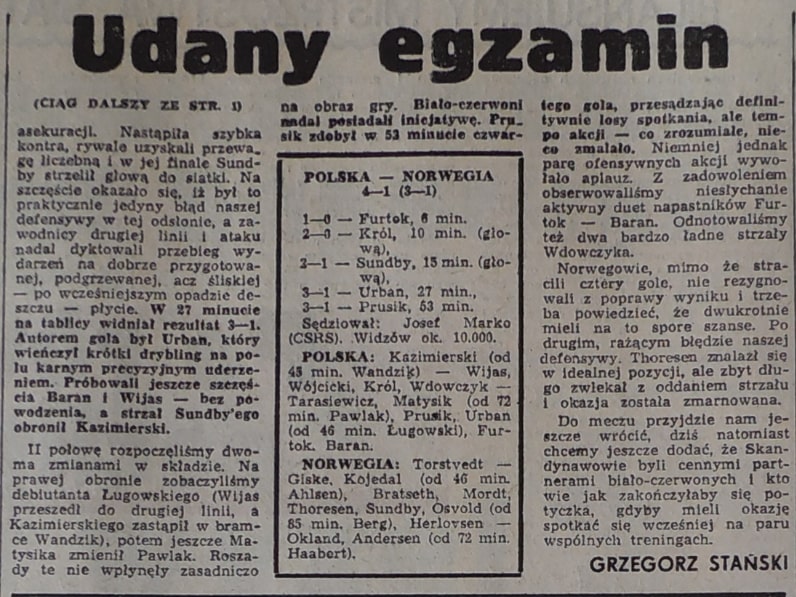 Udany egzamin
(CIĄG DALSZY ZE STR. 1)
asekuracji. Nastąpiła szybka
kontra, rywale uzyskali przewa-
gę liczebną i w jej finale Sund-
by strzelił głową do siatki. Na
szczęście okazało się, iż był to
praktycznie jedyny błąd naszej
defensywy w tej odsłonie, a za-
wodnicy drugiej linii i ataku
nadal dyktowali przebieg wy-
darzeń na dobrze przygotowa-
nej, podgrzewanej, acz śliskiej
— po wcześniejszym opadzie de-
szczu — płycie. W 27 minucie
na tablicy widniał rezultat 3—1.
Autorem gola był Urban, który
wieńczył krótki drybling na po-
lu karnym precyzyjnym uderze-
niem. Próbowali jeszcze szczęś-
cia Baran i Wijas — bez po-
wodzenia, a strzał Sundby'ego
obronił Kazimierski.
II połowę rozpoczęliśmy dwo-
ma zmianami w składzie. Na
prawej obronie zobaczyliśmy
debiutanta Ługowskiego (Wijas
przeszedł do drugiej linii, a
Kazimierskiego zastąpił w bram-
ce Wandzik), potem jeszcze Ma-
tysika zmienił Pawlak. Rosza-
dy te nie wpłynęły zasadniczo
na obraz gry. Biało-czerwoni
nadal posiadali inicjatywę. Pru-
sik zdobył w 53 minucie czwar-
POLSKA — NORWEGIA
4—1 (3—1)
1—0 — Furtok, 6 min.
2—0 — Król, 10 min. (gło-
wą),
2—1 — Sundby, 15 min. (gło-
wą),
3—1 — Urban, 27 min.,
3—1 — Prusik, 53 min.
Sędziował: Josef Marko
(CSRS). Widzów ok. 10.000.
POLSKA: Kazimierski (od
45 min. Wandzik) — Wijas,
Wójcicki, Król, Wdowczyk —
Tarasiewicz, Matysik (od 72
min. Pawlak), Prusik, Urban
(od 46 min. Ługowski), Fur-
tok. Baran.
NORWEGIA: Torstvedt —
Giske, Kojedal (od 46 min.
Ahlsen), Bratseth, Mordt,
Thoresen, Sundby, Osvold (od
85 min. Berg), Herlovsen —
Okland, Andersen (od 72 min.
Haabert).
tego gola, przesądzając defini-
tywnie losy spotkania, ale tem-
po akcji — co zrozumiałe, nie-
co zmalało. Niemniej jednak
parę ofensywnych akcji wywo-
łało aplauz. Z zadowoleniem
obserwowaliśmy niesłychanie
aktywny duet napastników Fur-
tok — Baran. Odnotowaliśmy
też dwa bardzo ładne strzały
Wdowczyka.
Norwegowie, mimo że stra-
cili cztéry gole, nie rezygno-
wali z poprawy wyniku i trze-
ba powiedzieć, że dwukrotnie
mieli na to spore szanse. Po
drugim, rażącym błędzie naszej
defensywy. Thoresen znalazł się
w idealnej pozycji, ale zbyt dłu-
go zwlekał z oddaniem strzału
i okazja została zmarnowana.
Do meczu przyjdzie nam je-
szcze wrócić, dziś natomiast
chcemy jeszcze dodać, że Skan-
dynawowie byli cennymi part-
nerami biało-czerwonych i kto
wie jak zakończyłaby się po-
tyczka, gdyby mieli okazję
spotkać się wcześniej na paru
wspólnych treningach.
GRZEGORZ STAŃSKI